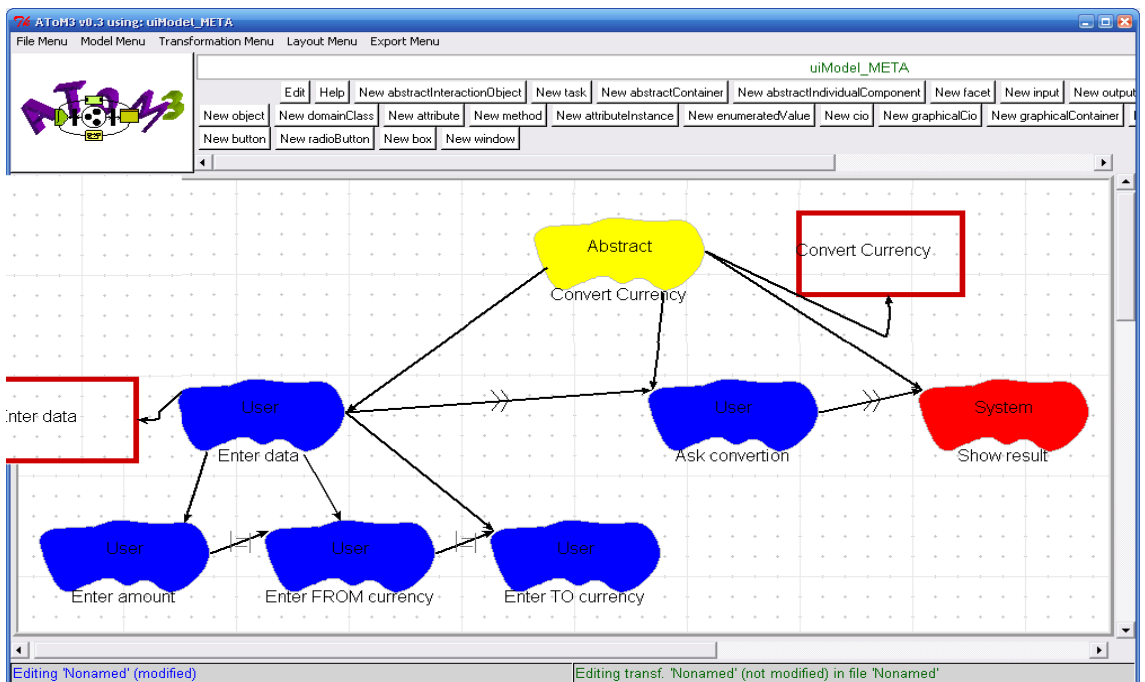 AToM3 v0.3 using: uiModel_META
File Menu Model Menu Transformation Menu Layout Menu Export Menu
ATOM3
uiModel_META
Edit Help New abstractInteractionObject New task New abstractContainer New abstractIndividualComponent New facet New input New output
New object New domainClass New attribute New method New attributeInstance New enumeratedValue New cio New graphicalCio New graphicalContainer
New button New radioButton New box New window
Abstract
Convert Currency
Convert Currency
Enter data
User
Enter data
>>
User
Ask convertion
>>
System
Show result
User
Enter amount
|=|
User
Enter FROM currency
|=|
User
Enter TO currency
Editing 'Nonamed' (modified)
Editing transf. 'Nonamed' (not modified) in file 'Nonamed'